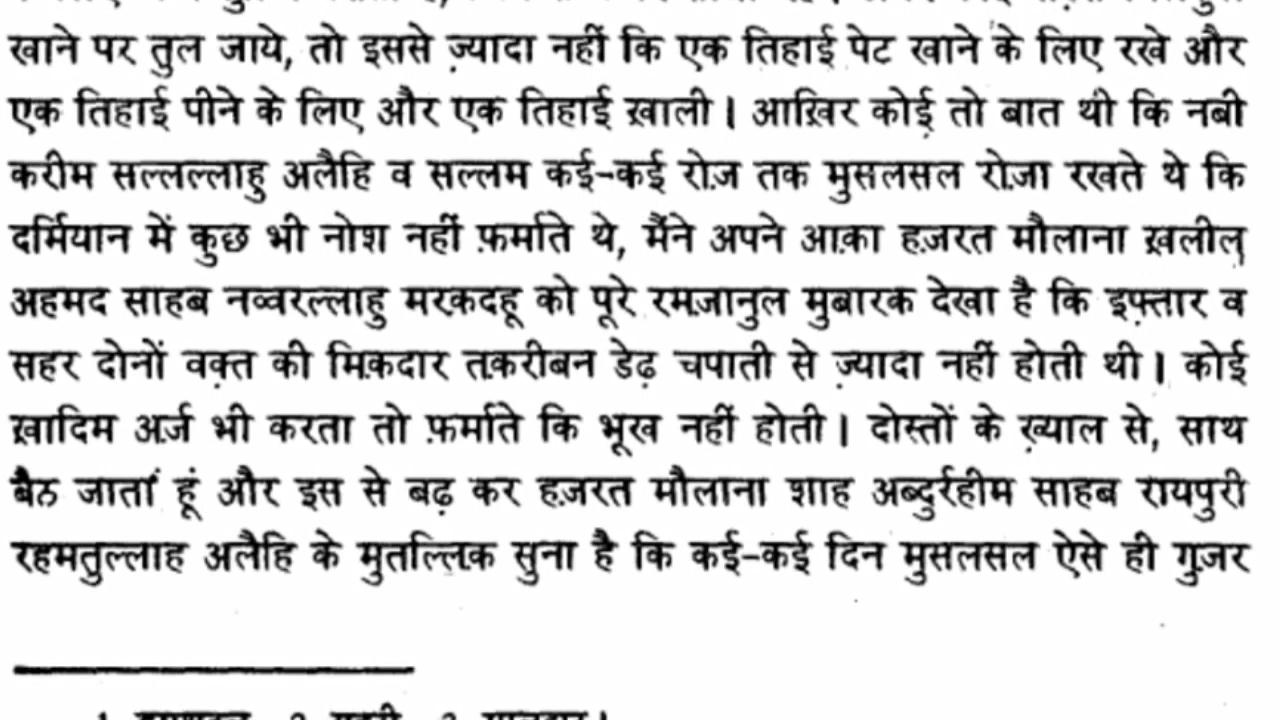 खाने पर तुल जाये, तो इससे ज़्यादा नहीं कि एक तिहाई पेट खाने के लिए रखे और
एक तिहाई पीने के लिए और एक तिहाई ख़ाली । आख़िर कोई तो बात थी कि नबी
करीम सल्लल्लाहु अलैहि व सल्लम कई-कई रोज़ तक मुसलसल रोज़ा रखते थे कि
दर्मियान में कुछ भी नोश नहीं फ़र्माते थे, मैंने अपने आक़ा हज़रत मौलाना ख़लील
अहमद साहब नव्वरल्लाहु मरक़दहू को पूरे रमज़ानुल मुबारक देखा है कि इफ़्तार व
सहर दोनों वक़्त की मिक़दार तक़रीबन डेढ़ चपाती से ज़्यादा नहीं होती थी । कोई
ख़ादिम अर्ज़ भी करता तो फ़र्माते कि भूख नहीं होती । दोस्तों के ख़्याल से, साथ
बैठ जाता हूं और इस से बढ़ कर हज़रत मौलाना शाह अब्दुर्रहीम साहब रायपुरी
रहमतुल्लाह अलैहि के मुतल्लिक़ सुना है कि कई-कई दिन मुसलसल ऐसे ही गुज़र